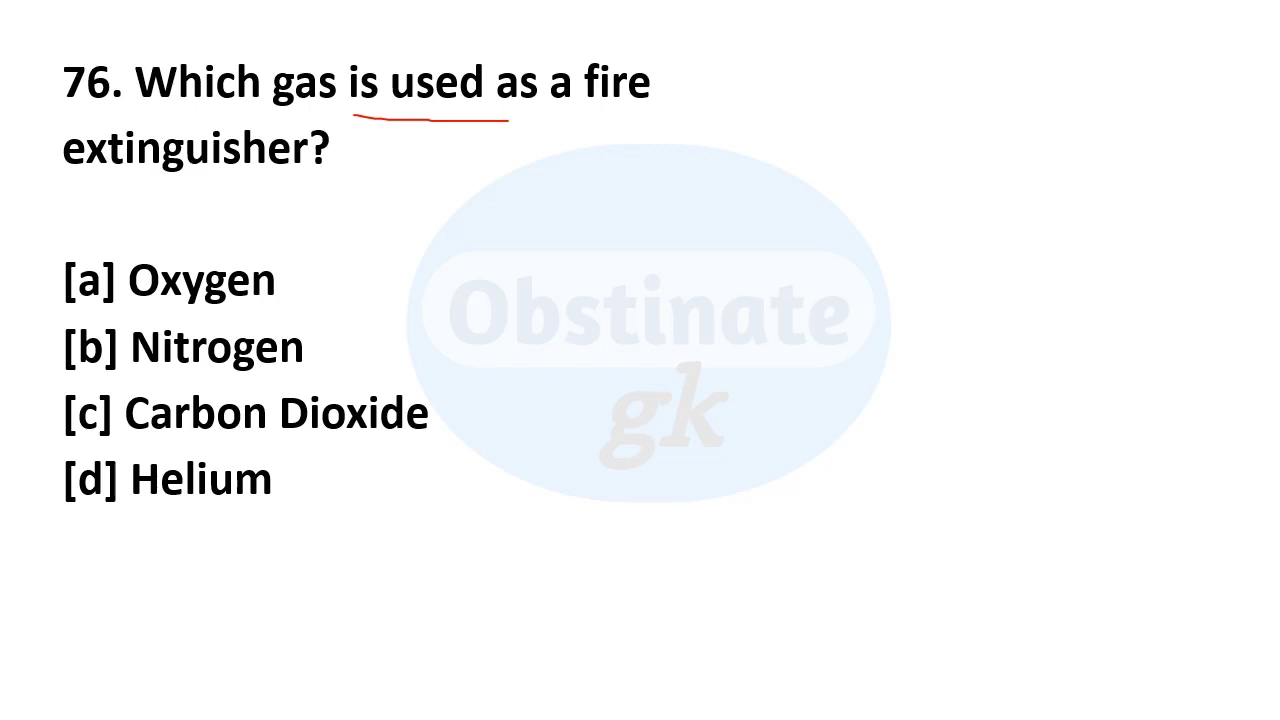 76. Which gas is used as a fire
extinguisher?
[a] Oxygen
[b] Nitrogen
[c] Carbon Dioxide
[d] Helium
Obstinate
gk